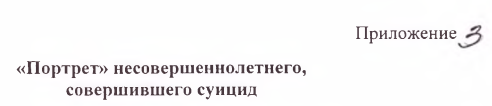 Приложение 3
«Портрет» несовершеннолетнего,
совершившего суицид